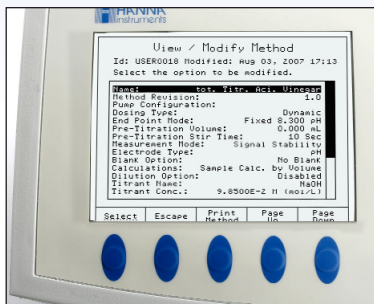 HANNA
instruments
View / Modify Method
Id: USER0018 Modified: Aug 03, 2007 17:13
Select the option to be modified.
Name: tot. Titr. Aci. Vinegar
Method Revision: 1.0
Pump Configuration:
Dosing Type: Dynamic
End Point Mode: Fixed 8.300 pH
Pre-Titration Volume: 0.000 mL
Pre-Titration Stir Time: 10 Sec
Measurement Mode: Signal Stability
Electrode Type: pH
Blank Option: No Blank
Calculations: Sample Calc. by Volume
Dilution Option: Disabled
Titrant Name: NaOH
Titrant Conc.: 9.8500E-2 M (mol/L)
Select Escape Print Method Page Up Page Down